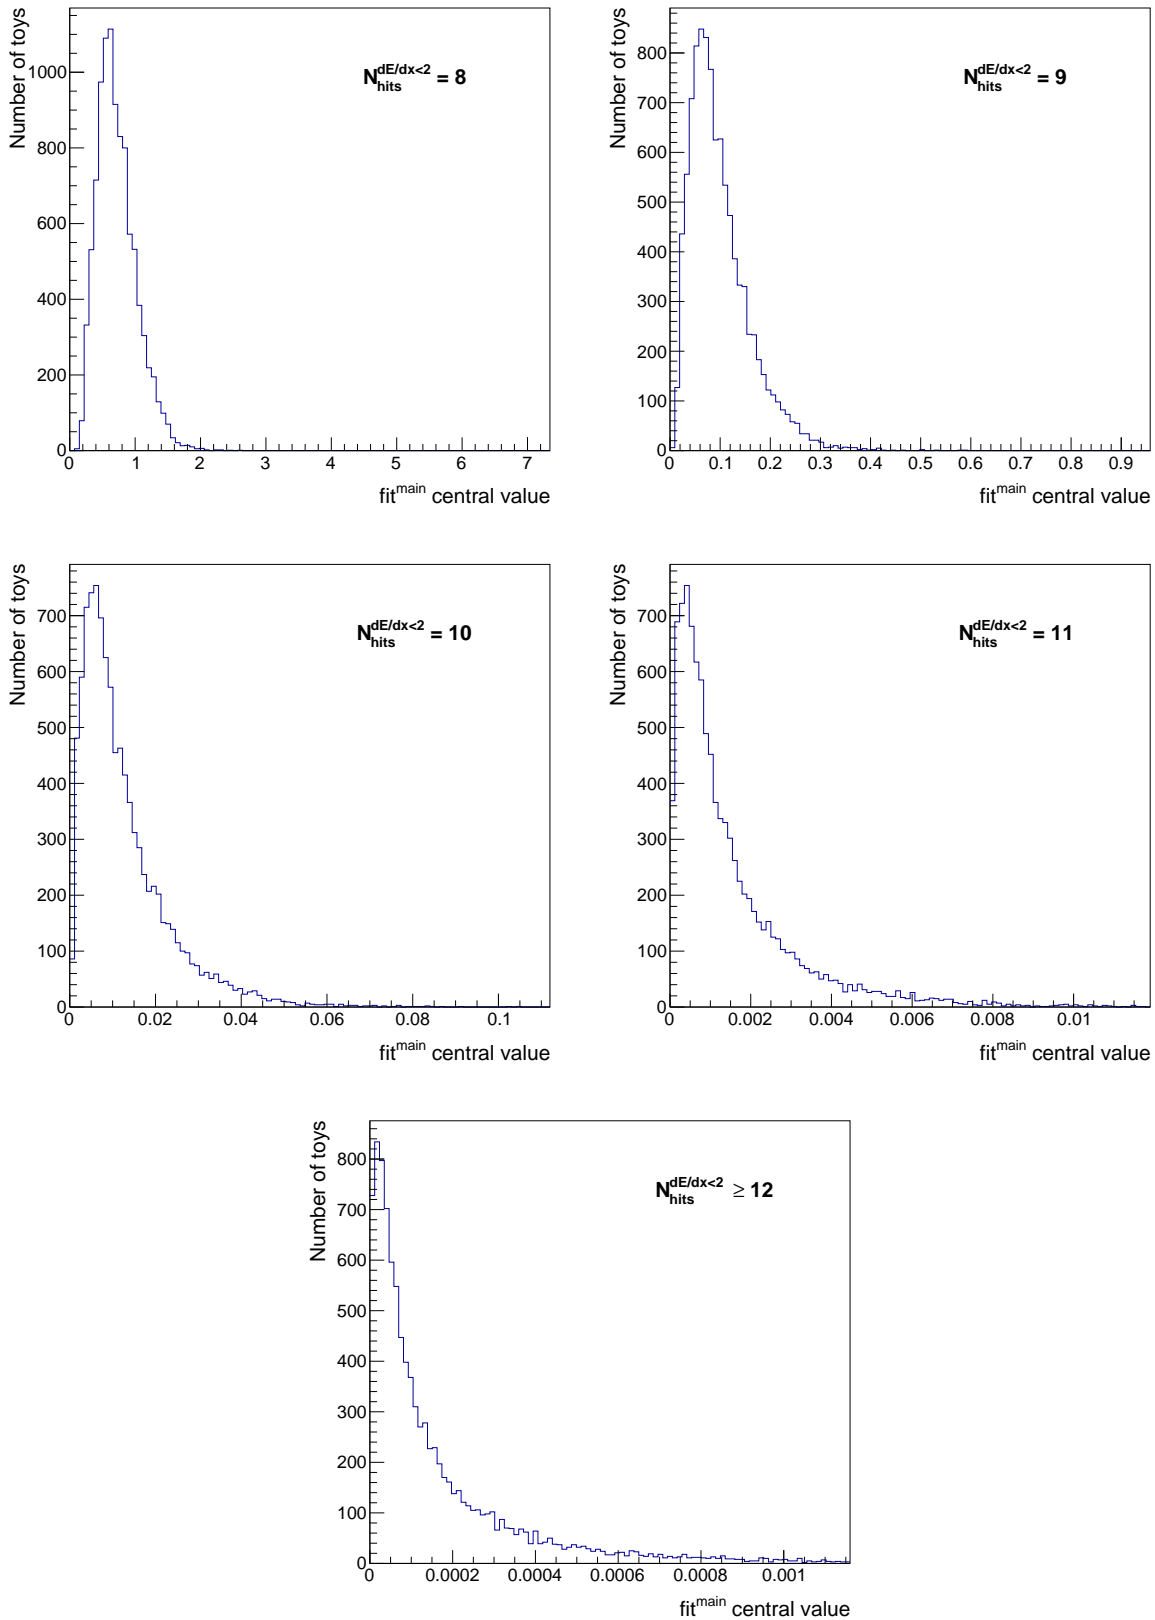 Number of toys
1000
800
600
400
200
0
0 1 2 3 4 5 6 7
fit^main central value
N_hits^dE/dx<2 = 8
Number of toys
800
700
600
500
400
300
200
100
0
0 0.1 0.2 0.3 0.4 0.5 0.6 0.7 0.8 0.9
fit^main central value
N_hits^dE/dx<2 = 9
Number of toys
700
600
500
400
300
200
100
0
0 0.02 0.04 0.06 0.08 0.1
fit^main central value
N_hits^dE/dx<2 = 10
Number of toys
700
600
500
400
300
200
100
0
0 0.002 0.004 0.006 0.008 0.01
fit^main central value
N_hits^dE/dx<2 = 11
Number of toys
800
700
600
500
400
300
200
100
0
0 0.0002 0.0004 0.0006 0.0008 0.001
fit^main central value
N_hits^dE/dx<2 ≥ 12